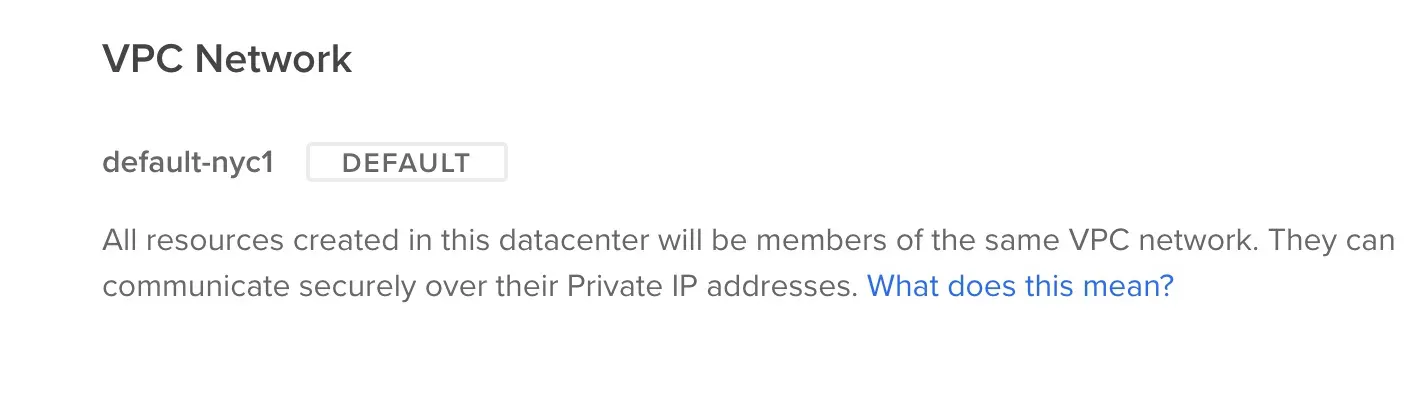 VPC Network
default-nyc1 DEFAULT
All resources created in this datacenter will be members of the same VPC network. They can
communicate securely over their Private IP addresses. What does this mean?